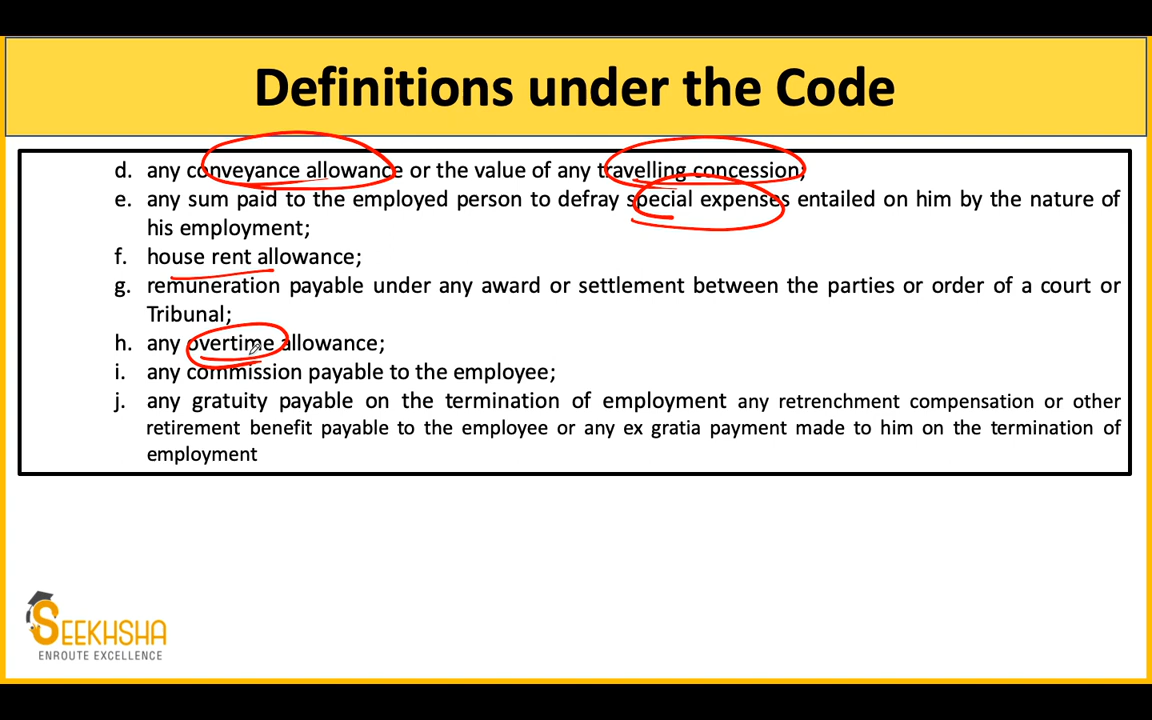 Definitions under the Code
d. any conveyance allowance or the value of any travelling concession;
e. any sum paid to the employed person to defray special expenses entailed on him by the nature of
his employment;
f. house rent allowance;
g. remuneration payable under any award or settlement between the parties or order of a court or
Tribunal;
h. any overtime allowance;
i. any commission payable to the employee;
j. any gratuity payable on the termination of employment any retrenchment compensation or other
retirement benefit payable to the employee or any ex gratia payment made to him on the termination of
employment
SEEKHSHA
ENROUTE EXCELLENCE